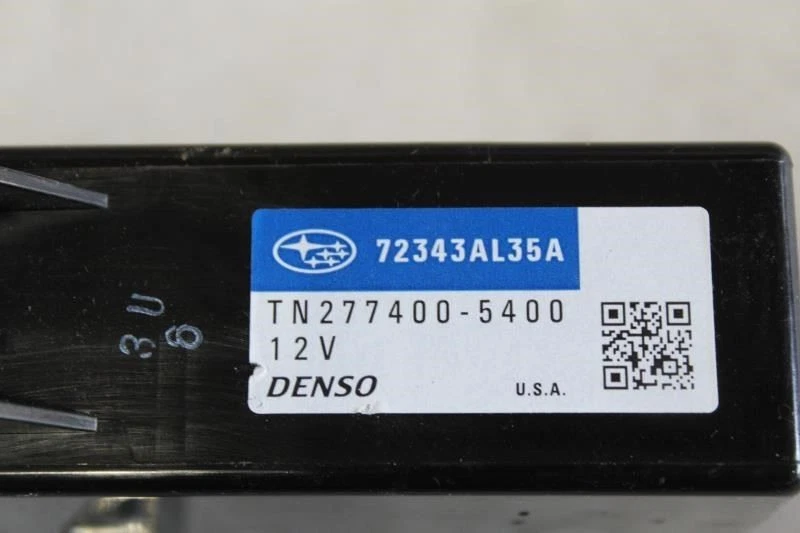 72343AL35A
TN277400-5400
12V
DENSO
U.S.A.
3U
6